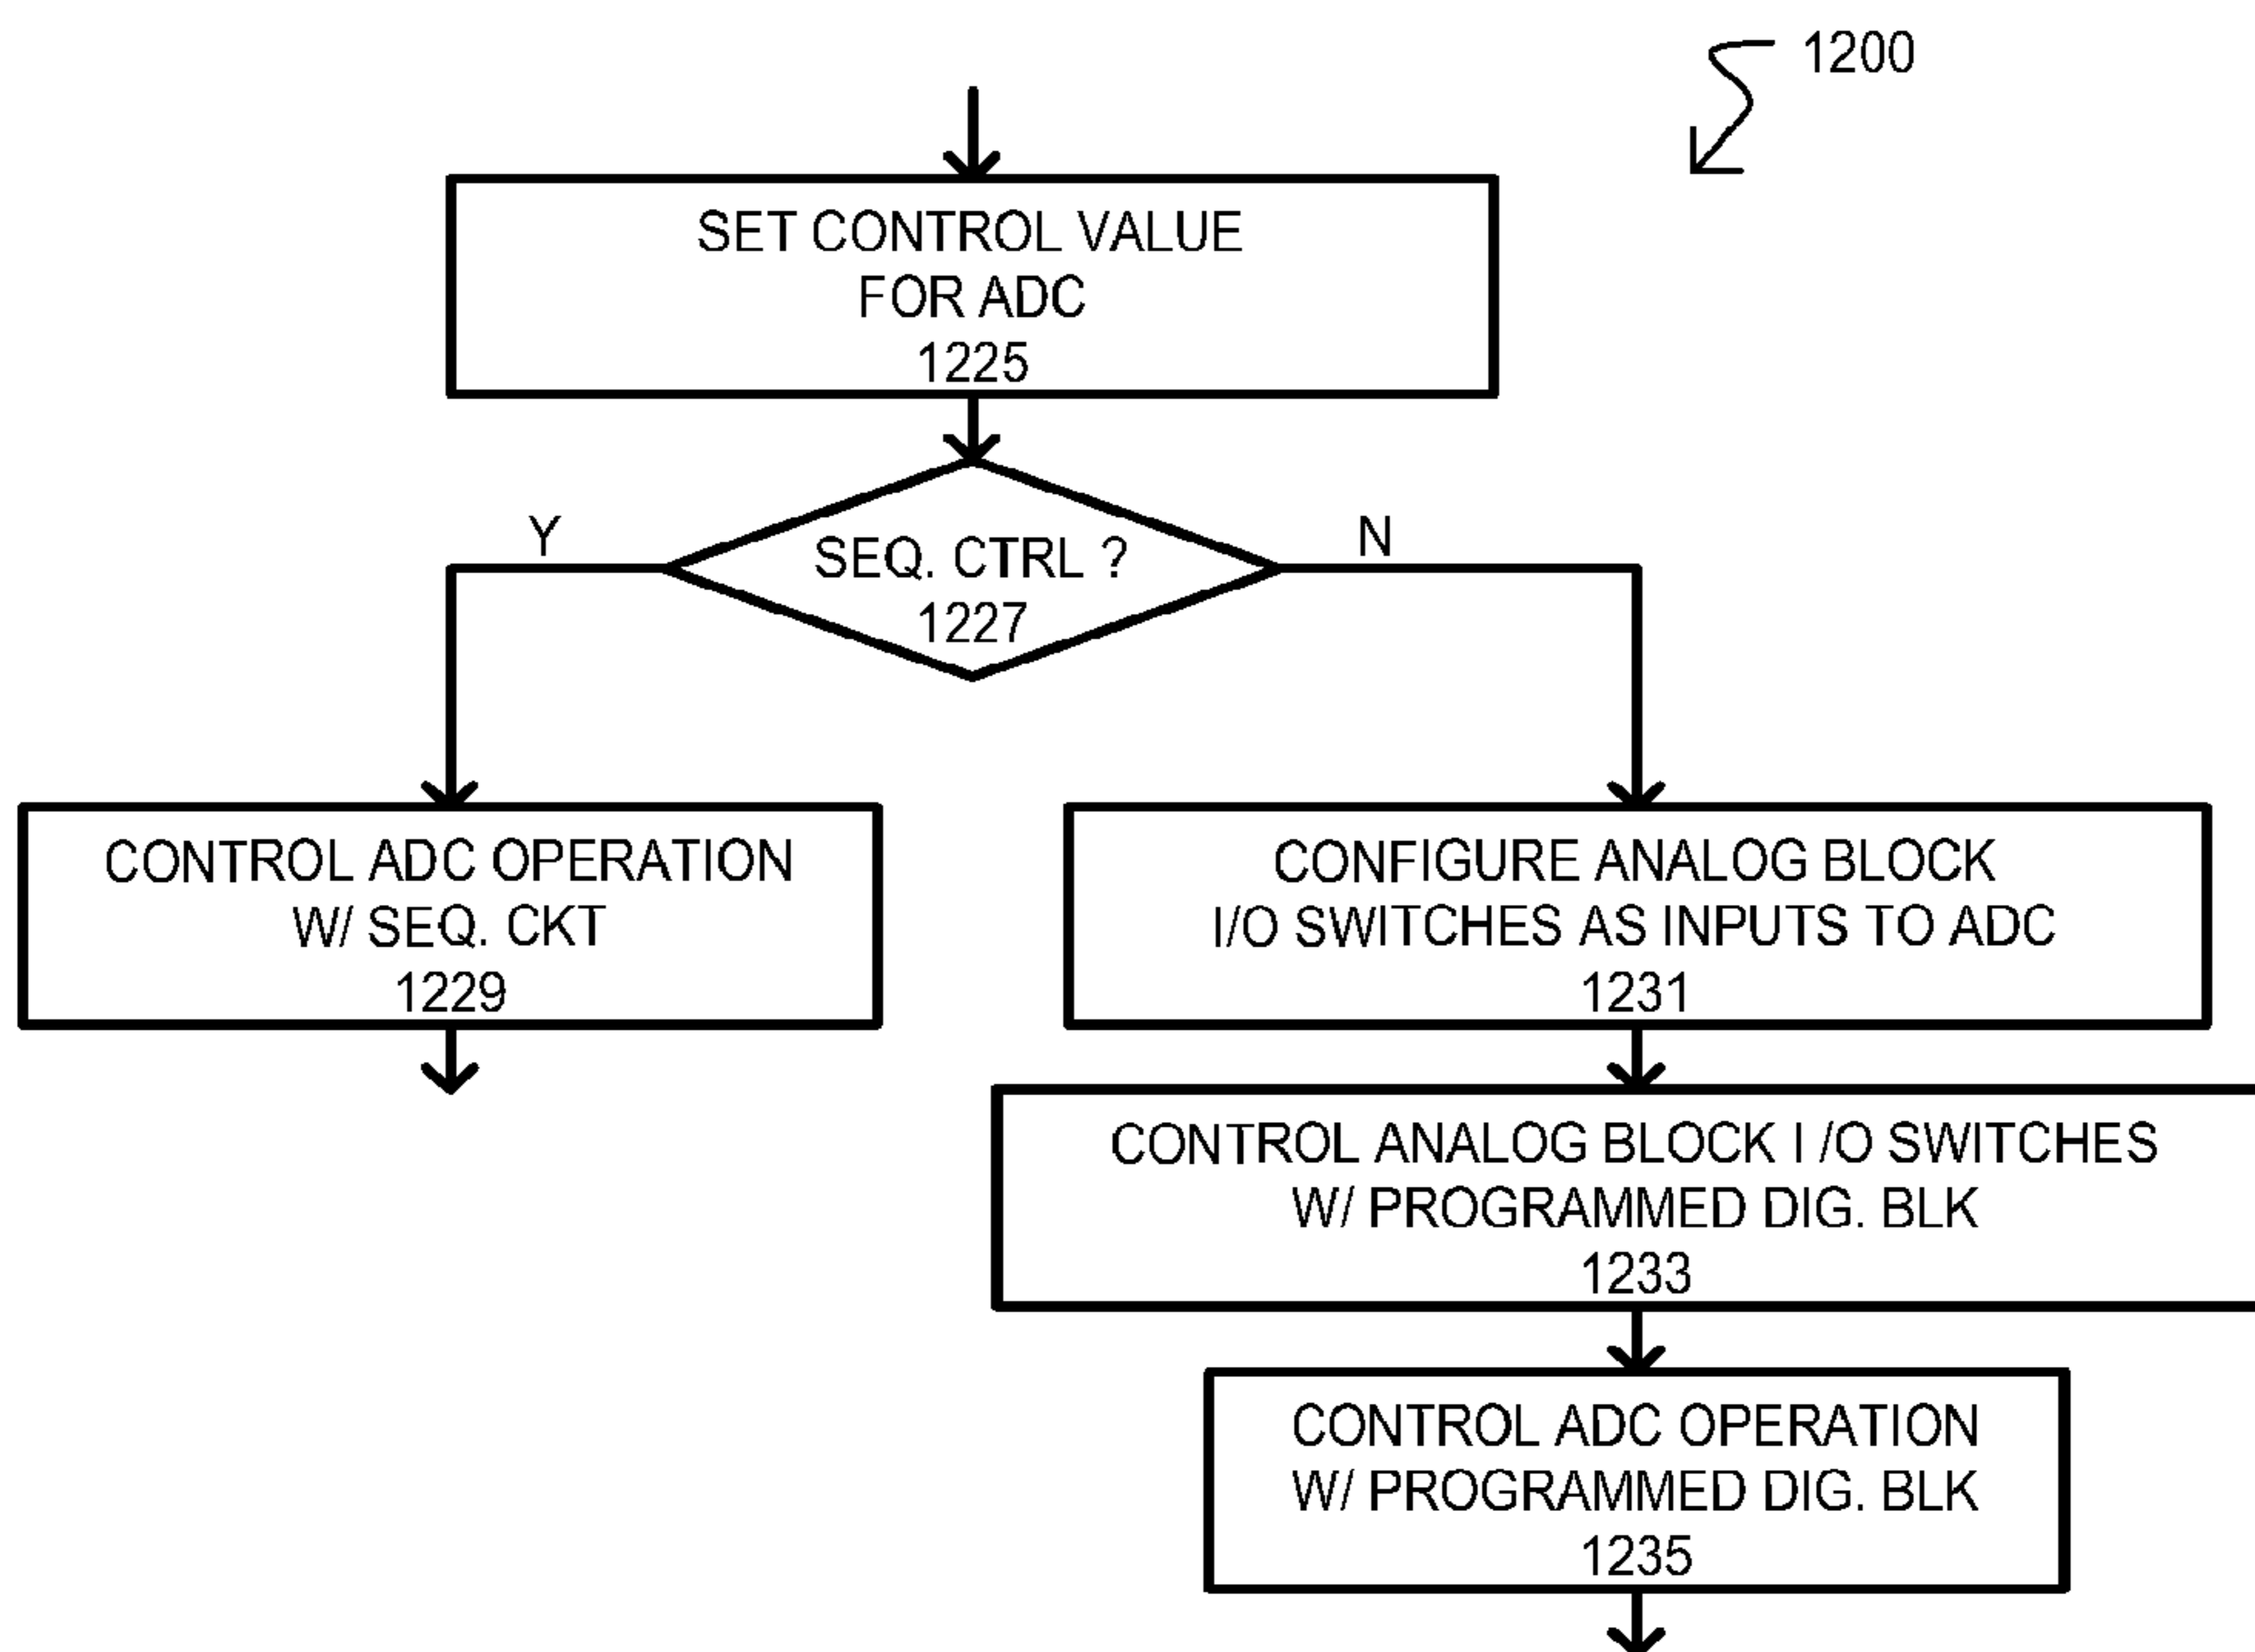 1200
SET CONTROL VALUE
FOR ADC
1225
Y
N
SEQ. CTRL ?
1227
CONTROL ADC OPERATION
W/ SEQ. CKT
1229
CONFIGURE ANALOG BLOCK
I/O SWITCHES AS INPUTS TO ADC
1231
CONTROL ANALOG BLOCK I /O SWITCHES
W/ PROGRAMMED DIG. BLK
1233
CONTROL ADC OPERATION
W/ PROGRAMMED DIG. BLK
1235